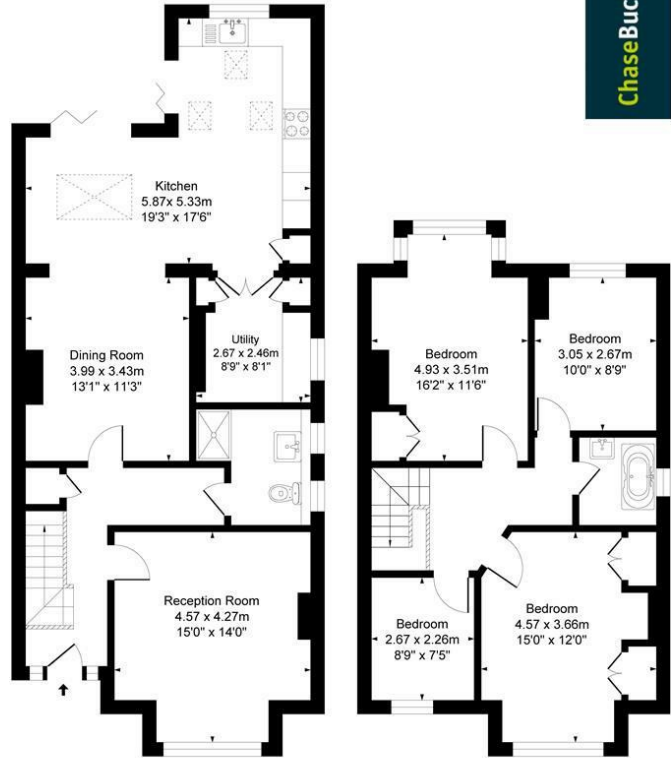 ChaseBuc
Kitchen
5.87x 5.33m
19'3" x 17'6"
Utility
2.67 x 2.46m
8'9" x 8'1"
Dining Room
3.99 x 3.43m
13'1" x 11'3"
Reception Room
4.57 x 4.27m
15'0" x 14'0"
Bedroom
4.93 x 3.51m
16'2" x 11'6"
Bedroom
3.05 x 2.67m
10'0" x 8'9"
Bedroom
2.67 x 2.26m
8'9" x 7'5"
Bedroom
4.57 x 3.66m
15'0" x 12'0"